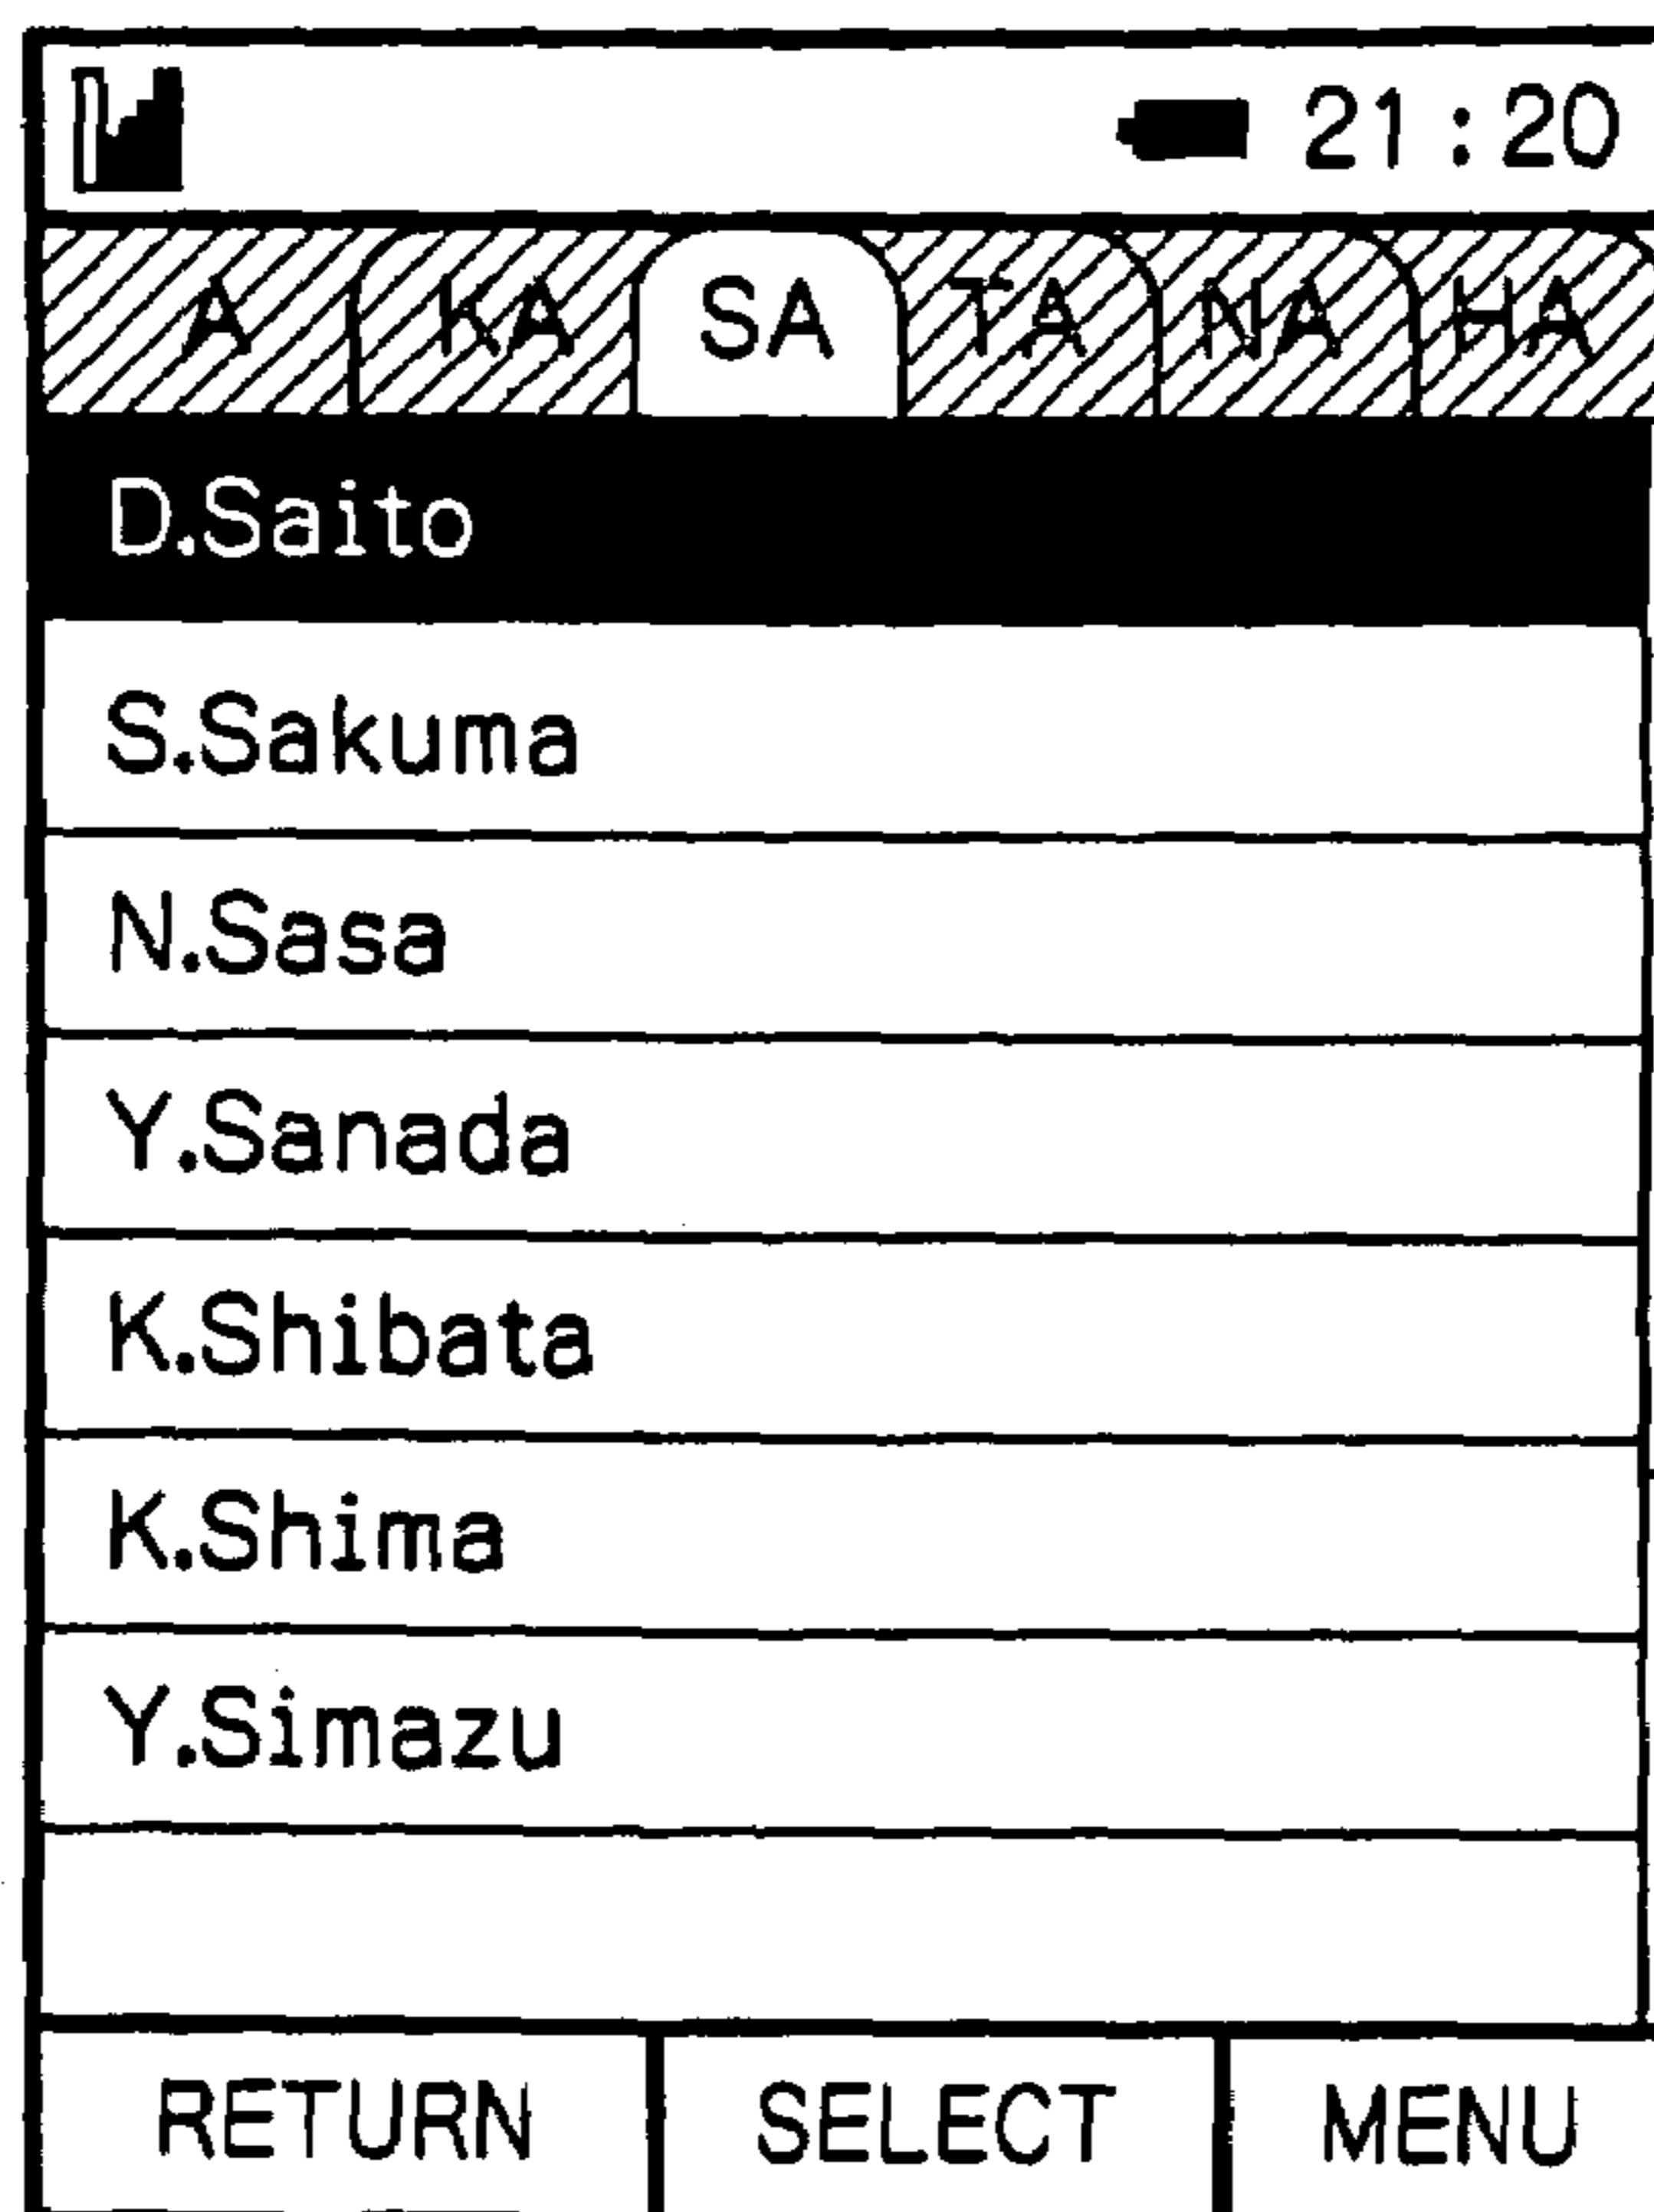 21:20
A KA SA TA NA HA
D.Saito
S.Sakuma
N.Sasa
Y.Sanada
K.Shibata
K.Shima
Y.Simazu
RETURN SELECT MENU